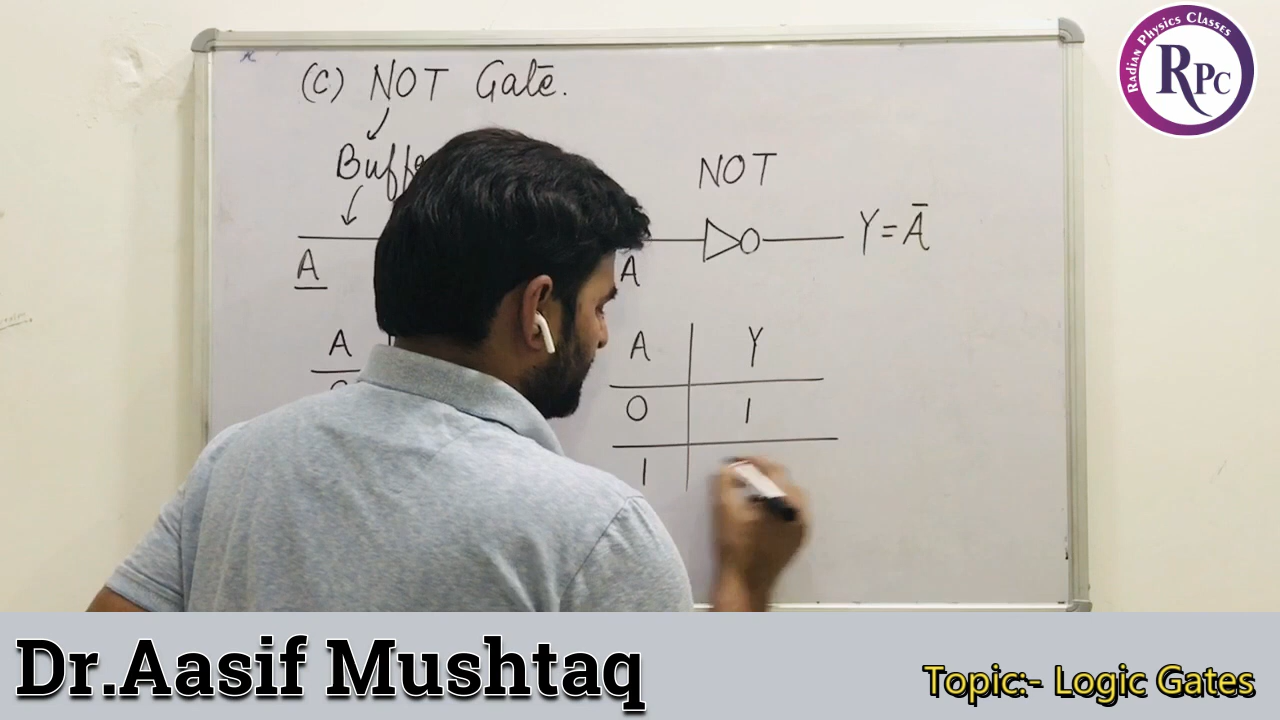 RADIAN PHYSICS CLASSES
RPC
(C) NOT Gate.
NOT
Y = Ā
A
A
A
A Y
0 1
1
Dr.Aasif Mushtaq
Topic:- Logic Gates